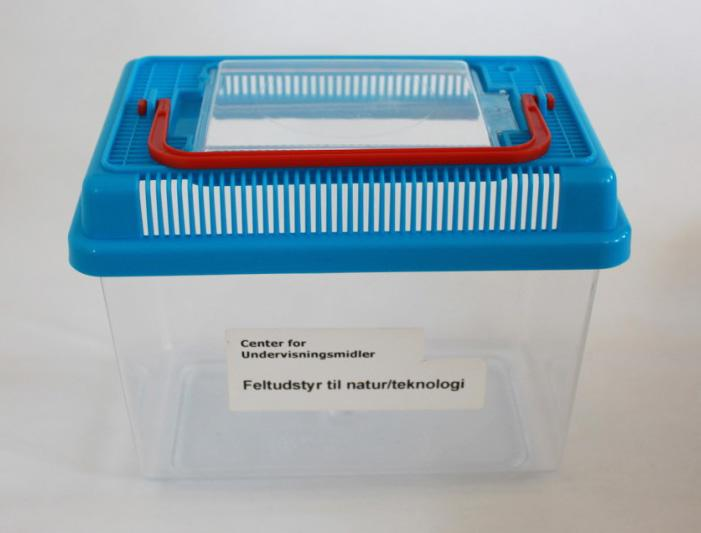 Center for
Undervisningsmidler
Feltudstyr til natur/teknologi